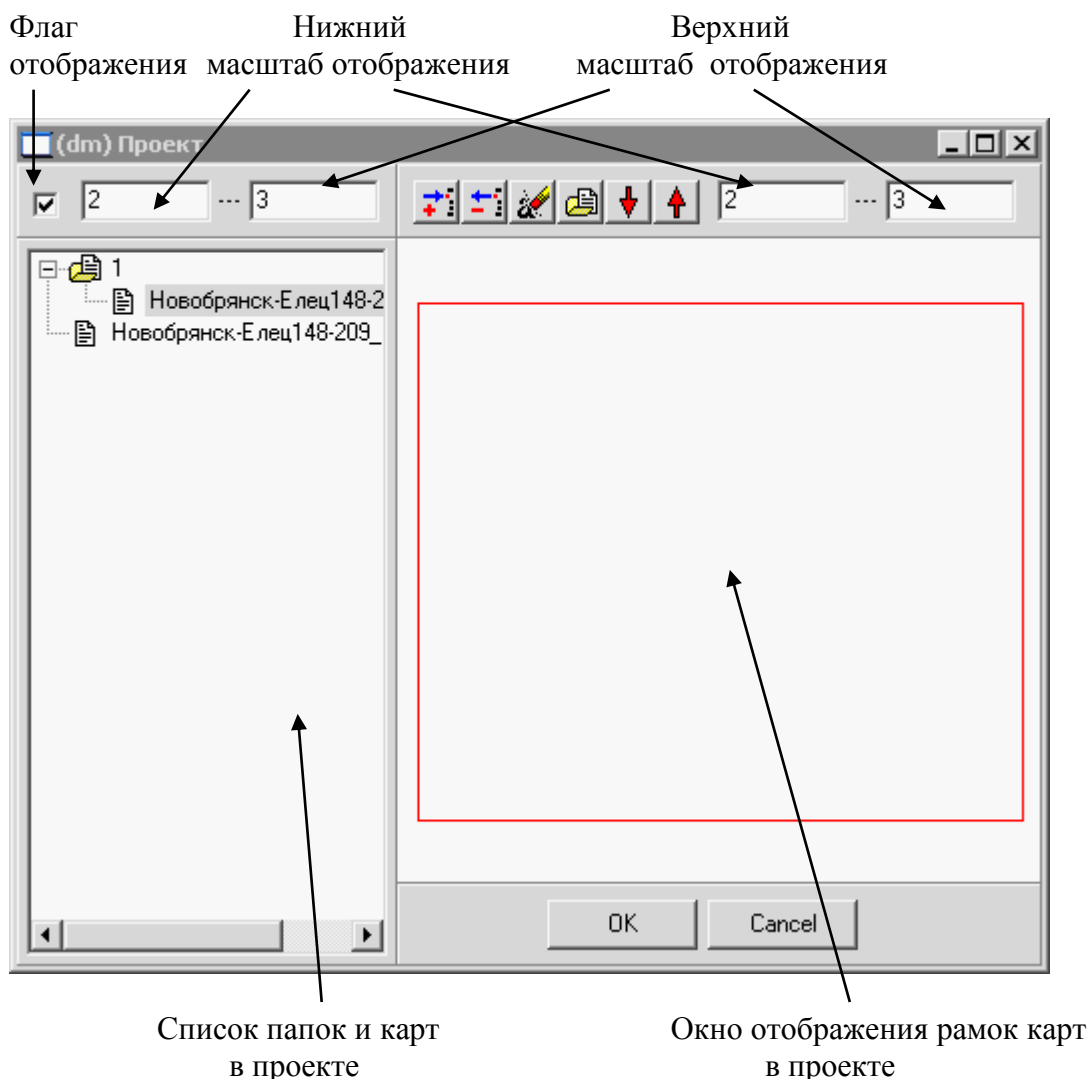 Флаг Нижний Верхний
отображения масштаб отображения масштаб отображения
(dm) Проект
2 --- 3 2 --- 3
1
Новобрянск-Елец148-2
Новобрянск-Елец148-209_
OK Cancel
Список папок и карт Окно отображения рамок карт
в проекте в проекте